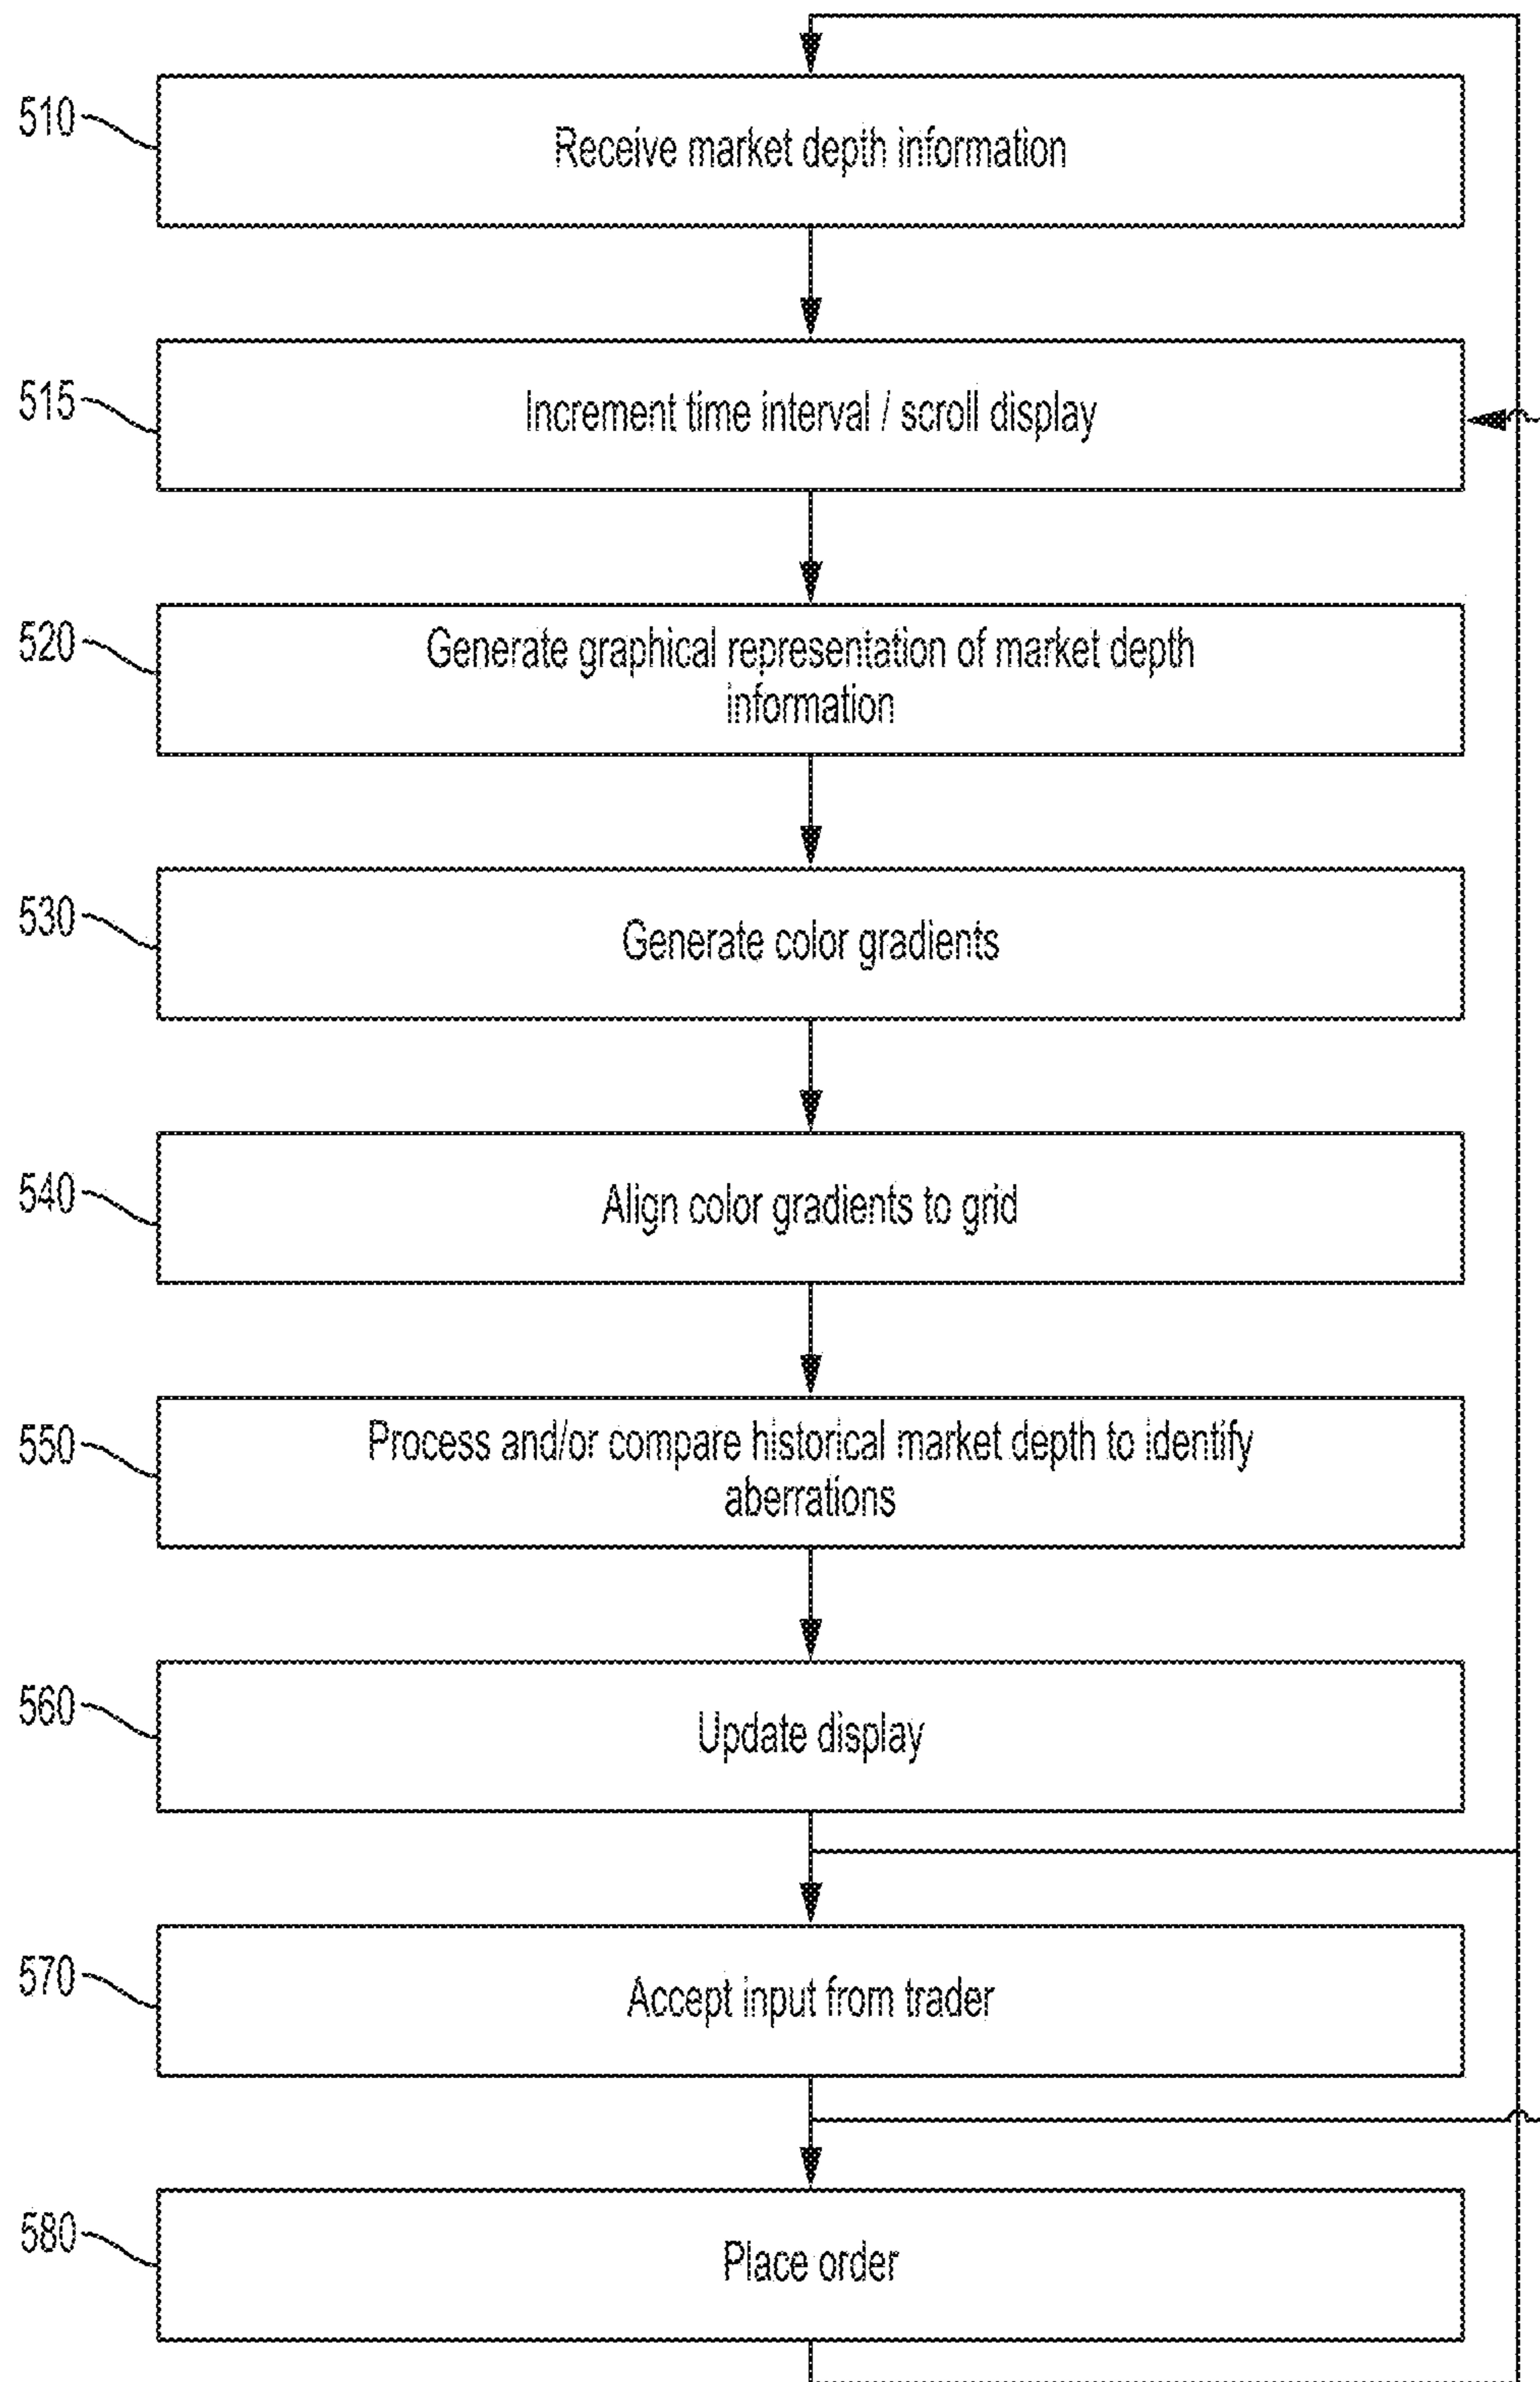 510
Receive market depth information
515
Increment time interval / scroll display
520
Generate graphical representation of market depth
information
530
Generate color gradients
540
Align color gradients to grid
550
Process and/or compare historical market depth to identify
aberrations
560
Update display
570
Accept input from trader
580
Place order